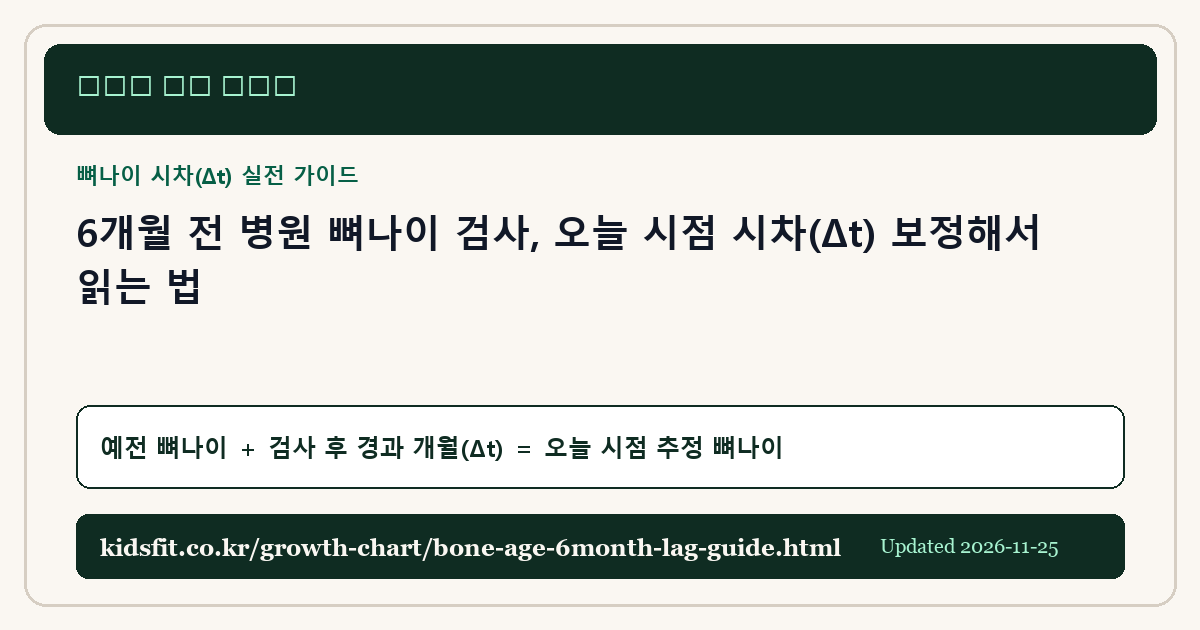 뼈나이 시차(Δt) 실전 가이드
6개월 전 병원 뼈나이 검사, 오늘 시점 시차(Δt) 보정해서
읽는 법
예전 뼈나이 + 검사 후 경과 개월(Δt) = 오늘 시점 추정 뼈나이
kidsfit.co.kr/growth-chart/bone-age-6month-lag-guide.html Updated 2026-11-25